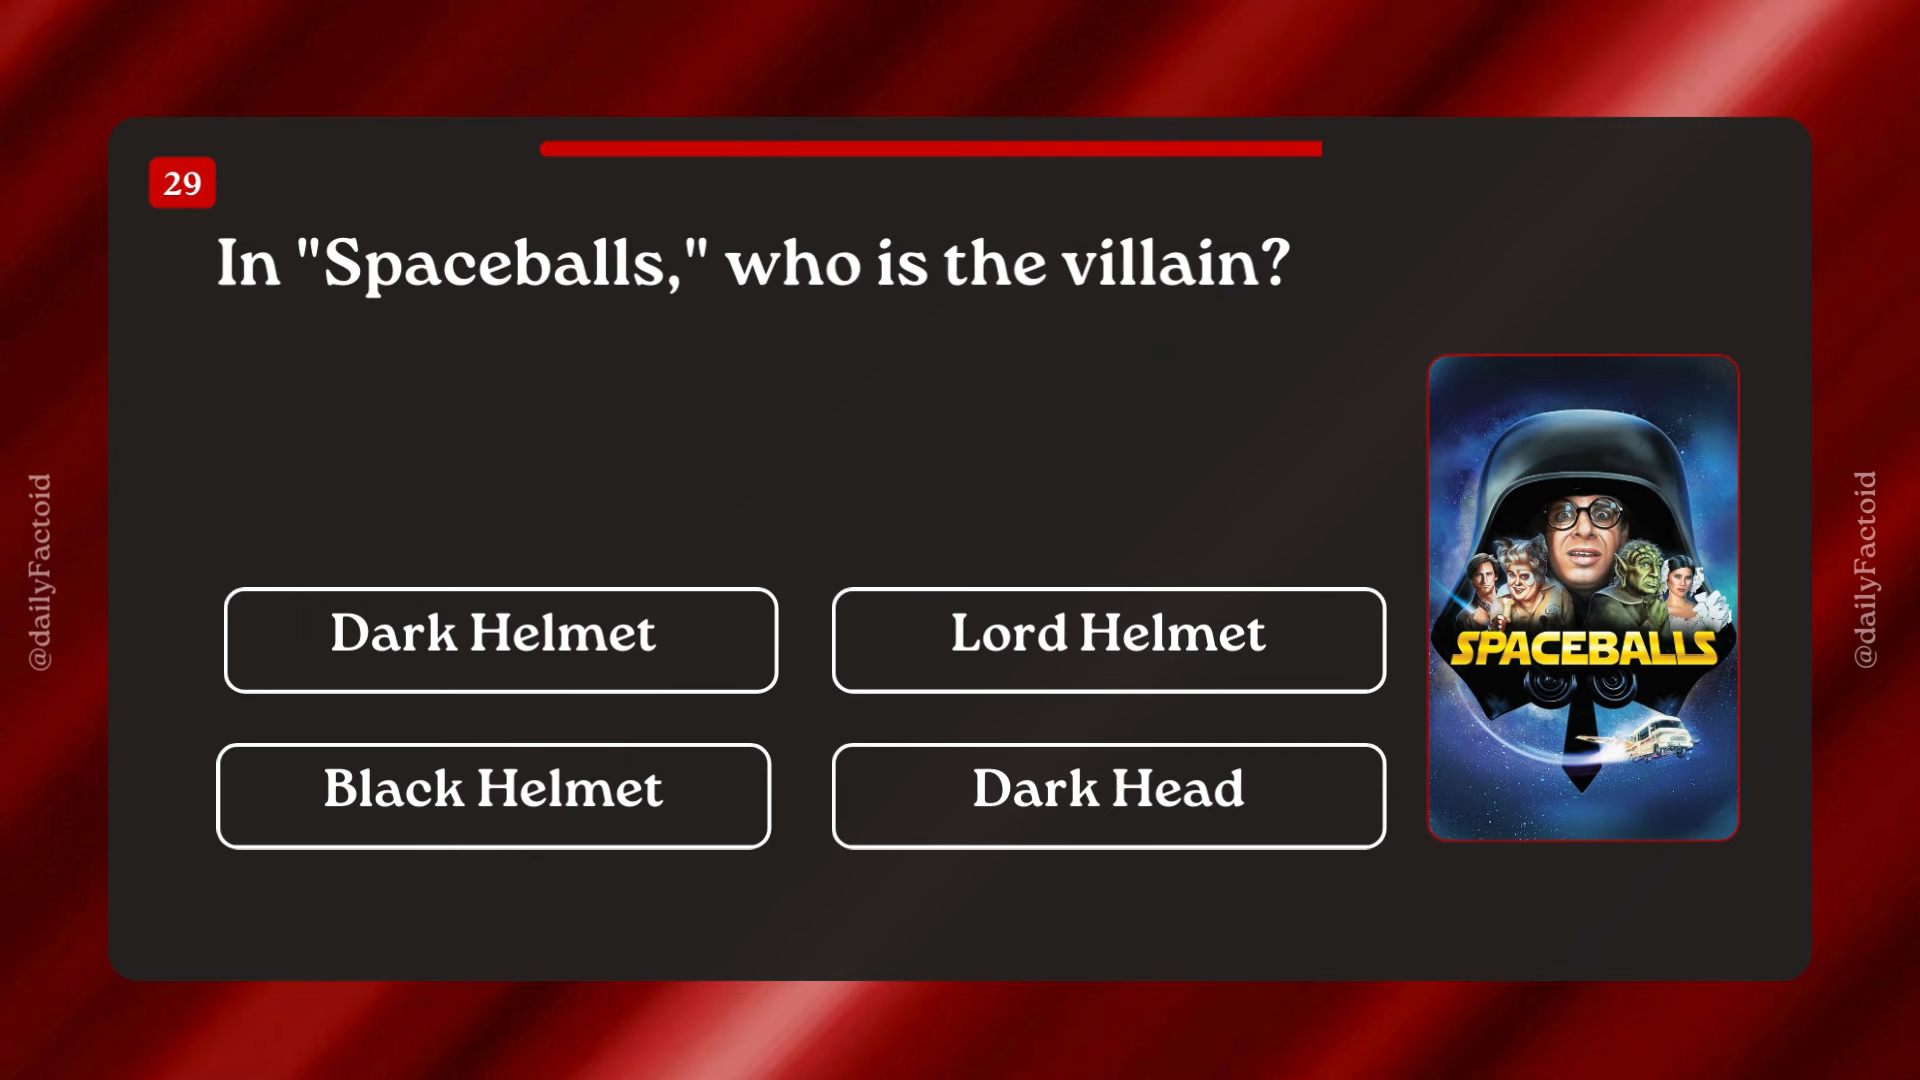 29
In "Spaceballs," who is the villain?
Dark Helmet
Lord Helmet
Black Helmet
Dark Head
SPACEBALLS
@dailyFactoid
@dailyFactoid